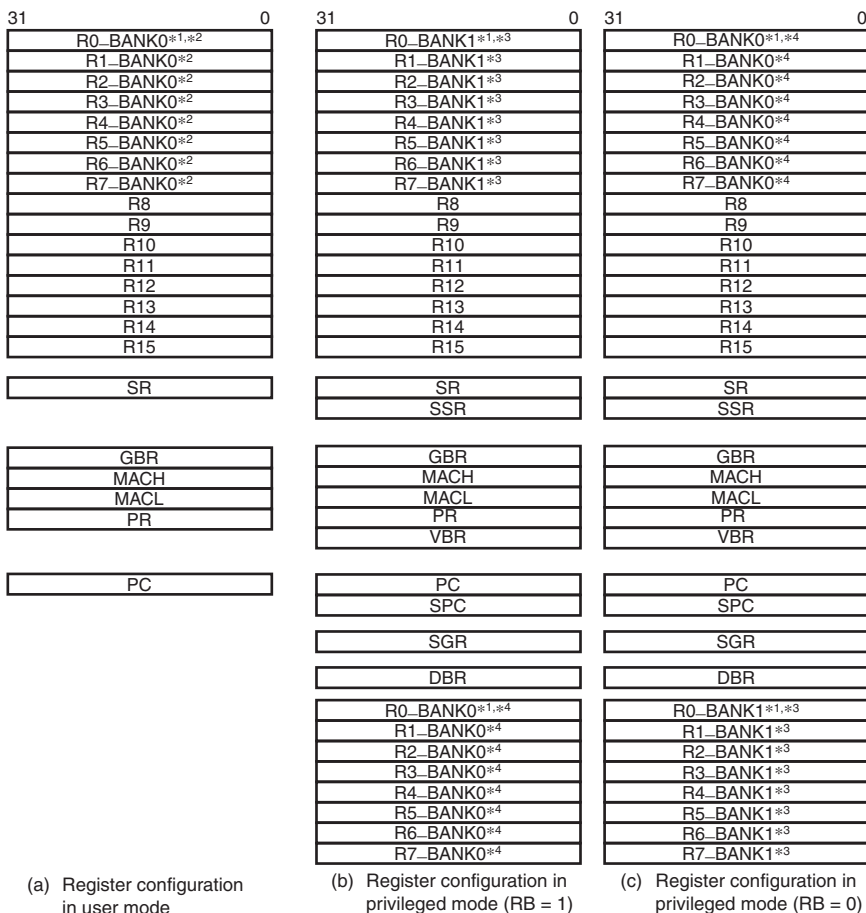 31 0
R0_BANK0*1,*2
R1_BANK0*2
R2_BANK0*2
R3_BANK0*2
R4_BANK0*2
R5_BANK0*2
R6_BANK0*2
R7_BANK0*2
R8
R9
R10
R11
R12
R13
R14
R15
SR
GBR
MACH
MACL
PR
PC
(a) Register configuration
in user mode
31 0
R0_BANK1*1,*3
R1_BANK1*3
R2_BANK1*3
R3_BANK1*3
R4_BANK1*3
R5_BANK1*3
R6_BANK1*3
R7_BANK1*3
R8
R9
R10
R11
R12
R13
R14
R15
SR
SSR
GBR
MACH
MACL
PR
VBR
PC
SPC
SGR
DBR
R0_BANK0*1,*4
R1_BANK0*4
R2_BANK0*4
R3_BANK0*4
R4_BANK0*4
R5_BANK0*4
R6_BANK0*4
R7_BANK0*4
(b) Register configuration in
privileged mode (RB = 1)
31 0
R0_BANK0*1,*4
R1_BANK0*4
R2_BANK0*4
R3_BANK0*4
R4_BANK0*4
R5_BANK0*4
R6_BANK0*4
R7_BANK0*4
R8
R9
R10
R11
R12
R13
R14
R15
SR
SSR
GBR
MACH
MACL
PR
VBR
PC
SPC
SGR
DBR
R0_BANK1*1,*3
R1_BANK1*3
R2_BANK1*3
R3_BANK1*3
R4_BANK1*3
R5_BANK1*3
R6_BANK1*3
R7_BANK1*3
(c) Register configuration in
privileged mode (RB = 0)